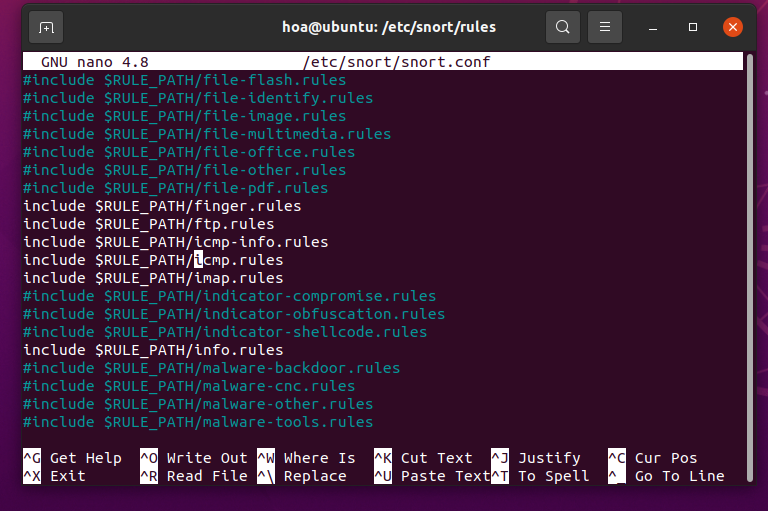 hoa@ubuntu: /etc/snort/rules
GNU nano 4.8 /etc/snort/snort.conf
#include $RULE_PATH/file-flash.rules
#include $RULE_PATH/file-identify.rules
#include $RULE_PATH/file-image.rules
#include $RULE_PATH/file-multimedia.rules
#include $RULE_PATH/file-office.rules
#include $RULE_PATH/file-other.rules
#include $RULE_PATH/file-pdf.rules
include $RULE_PATH/finger.rules
include $RULE_PATH/ftp.rules
include $RULE_PATH/icmp-info.rules
include $RULE_PATH/icmp.rules
include $RULE_PATH/imap.rules
#include $RULE_PATH/indicator-compromise.rules
#include $RULE_PATH/indicator-obfuscation.rules
#include $RULE_PATH/indicator-shellcode.rules
include $RULE_PATH/info.rules
#include $RULE_PATH/malware-backdoor.rules
#include $RULE_PATH/malware-cnc.rules
#include $RULE_PATH/malware-other.rules
#include $RULE_PATH/malware-tools.rules
^G Get Help ^O Write Out ^W Where Is ^K Cut Text ^J Justify ^C Cur Pos
^X Exit ^R Read File ^\ Replace ^U Paste Text ^T To Spell ^_ Go To Line